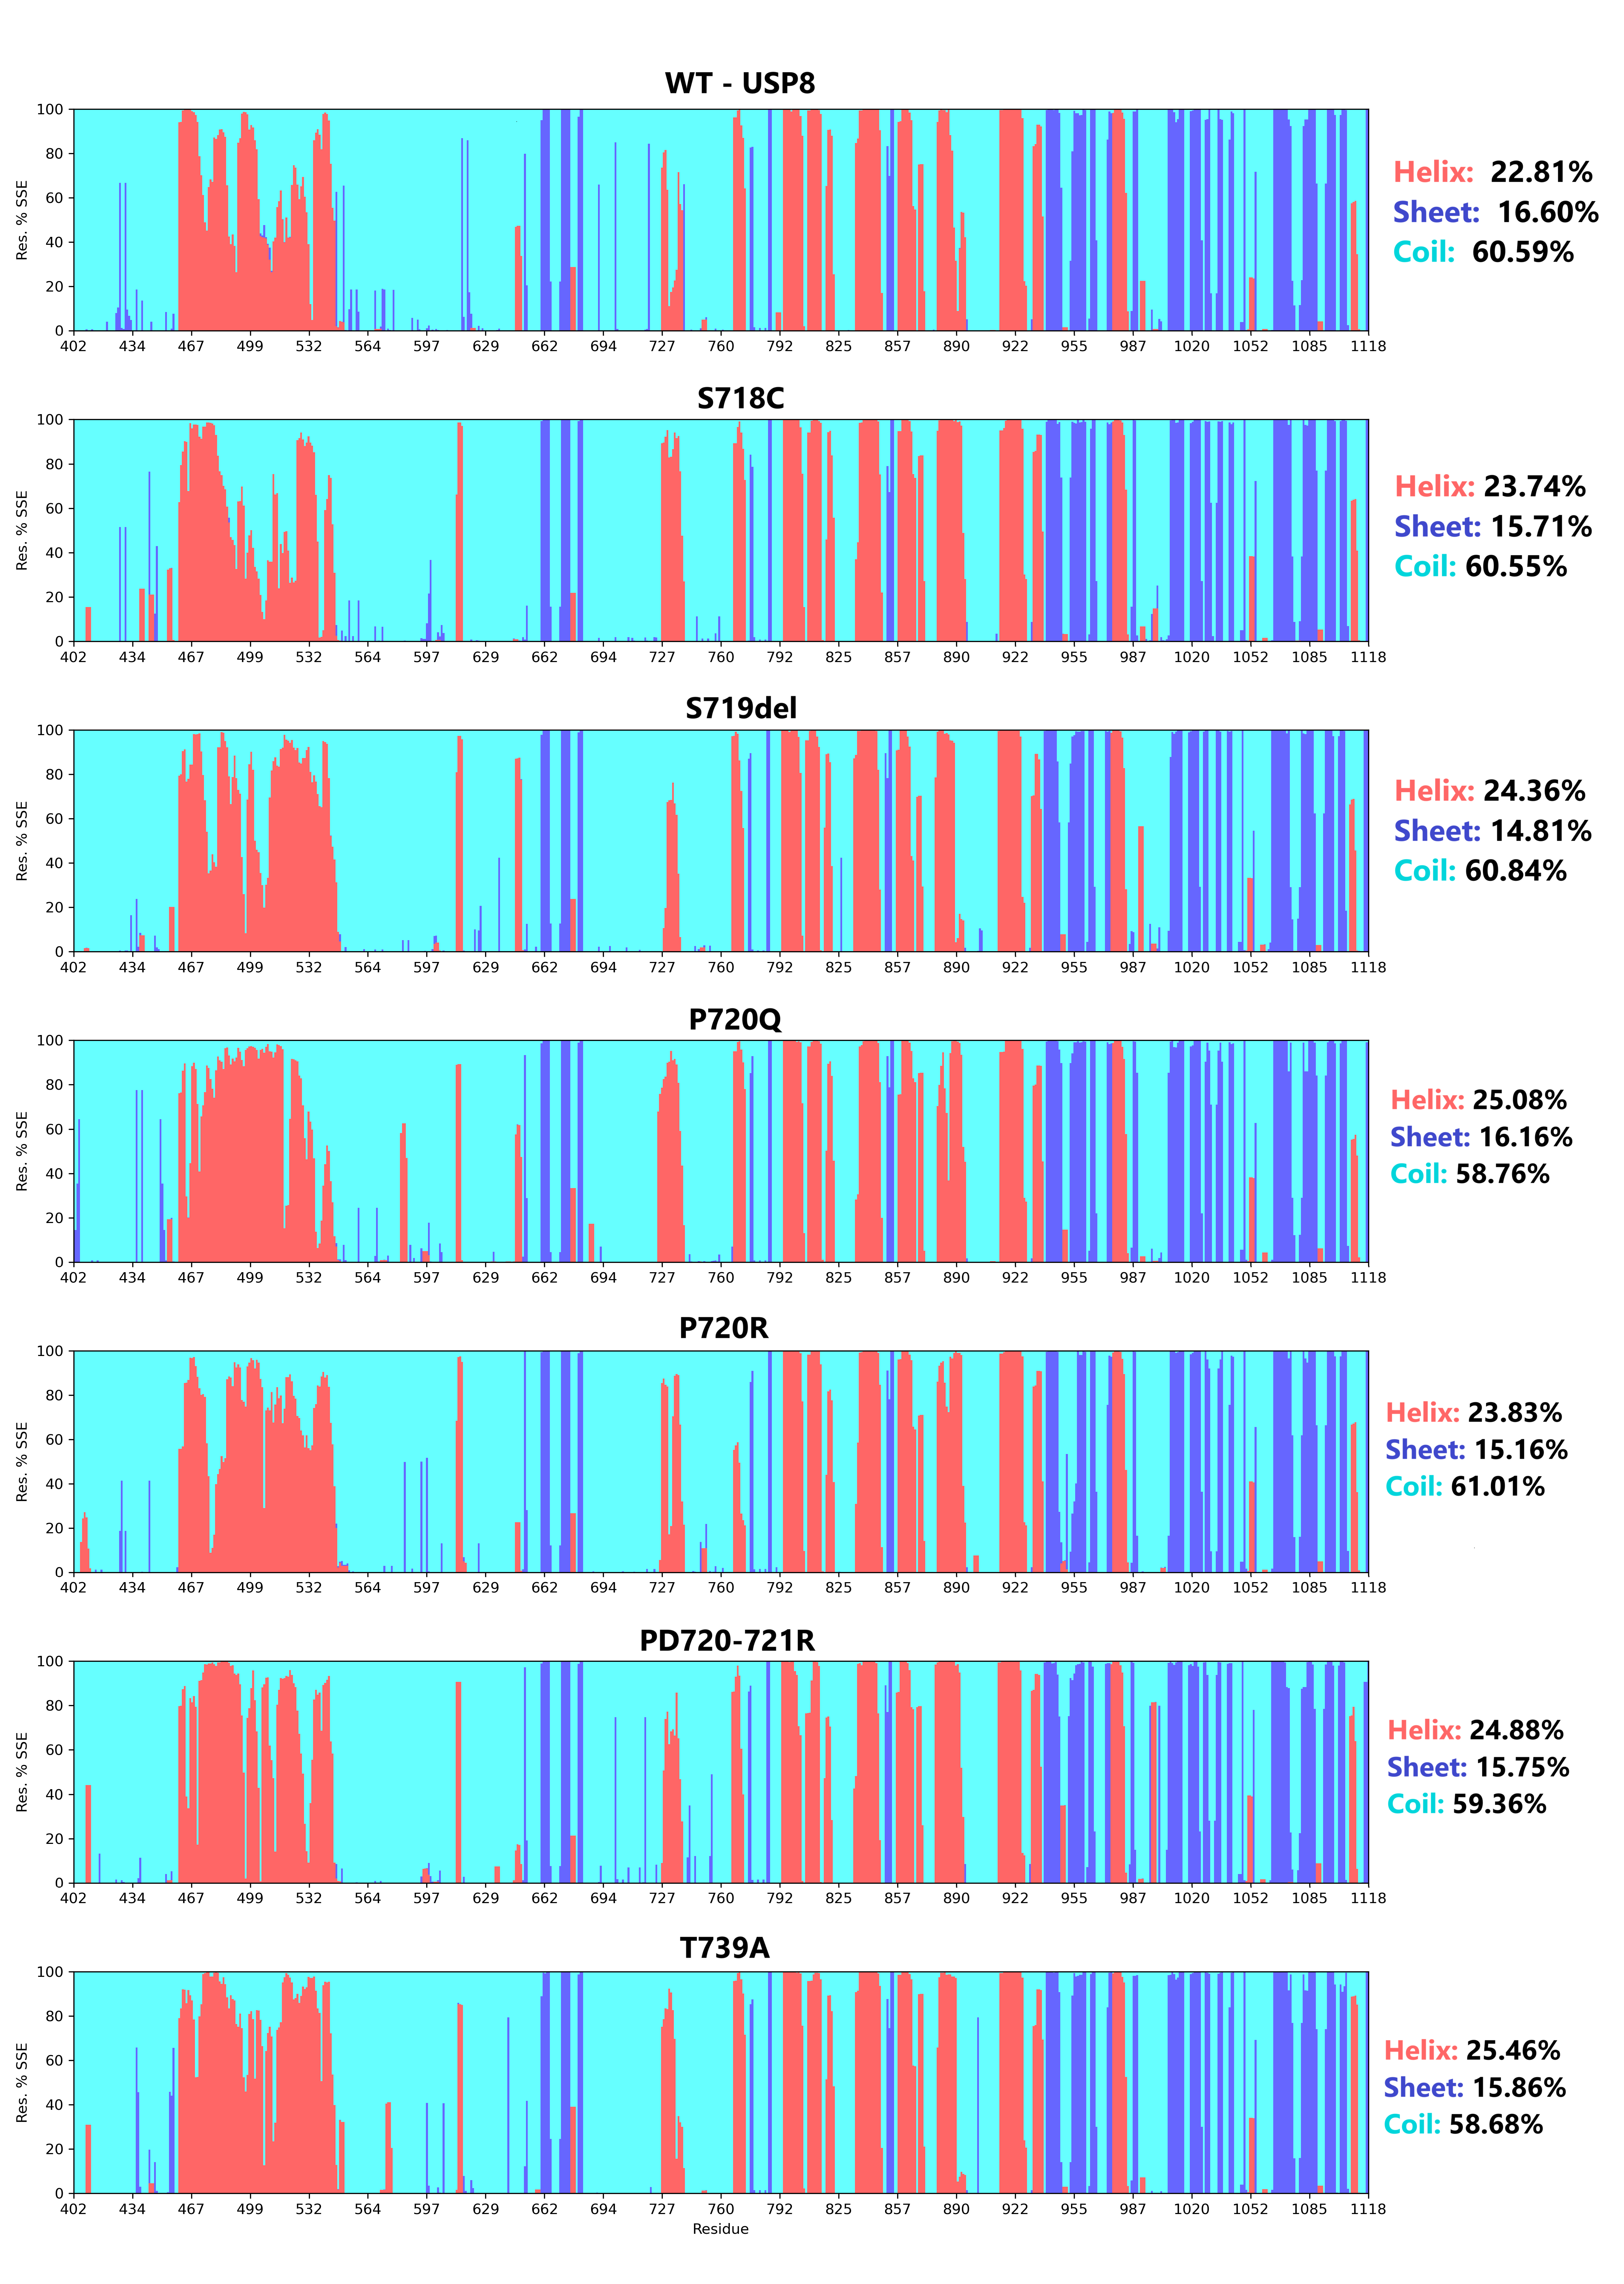 WT - USP8
100
80
60
40
20
0
Res. % SSE
402 434 467 499 532 564 597 629 662 694 727 760 792 825 857 890 922 955 987 1020 1052 1085 1118
Helix: 22.81%
Sheet: 16.60%
Coil: 60.59%
S718C
100
80
60
40
20
0
Res. % SSE
402 434 467 499 532 564 597 629 662 694 727 760 792 825 857 890 922 955 987 1020 1052 1085 1118
Helix: 23.74%
Sheet: 15.71%
Coil: 60.55%
S719del
100
80
60
40
20
0
Res. % SSE
402 434 467 499 532 564 597 629 662 694 727 760 792 825 857 890 922 955 987 1020 1052 1085 1118
Helix: 24.36%
Sheet: 14.81%
Coil: 60.84%
P720Q
100
80
60
40
20
0
Res. % SSE
402 434 467 499 532 564 597 629 662 694 727 760 792 825 857 890 922 955 987 1020 1052 1085 1118
Helix: 25.08%
Sheet: 16.16%
Coil: 58.76%
P720R
100
80
60
40
20
0
Res. % SSE
402 434 467 499 532 564 597 629 662 694 727 760 792 825 857 890 922 955 987 1020 1052 1085 1118
Helix: 23.83%
Sheet: 15.16%
Coil: 61.01%
PD720-721R
100
80
60
40
20
0
Res. % SSE
402 434 467 499 532 564 597 629 662 694 727 760 792 825 857 890 922 955 987 1020 1052 1085 1118
Helix: 24.88%
Sheet: 15.75%
Coil: 59.36%
T739A
100
80
60
40
20
0
Res. % SSE
402 434 467 499 532 564 597 629 662 694 727 760 792 825 857 890 922 955 987 1020 1052 1085 1118
Residue
Helix: 25.46%
Sheet: 15.86%
Coil: 58.68%